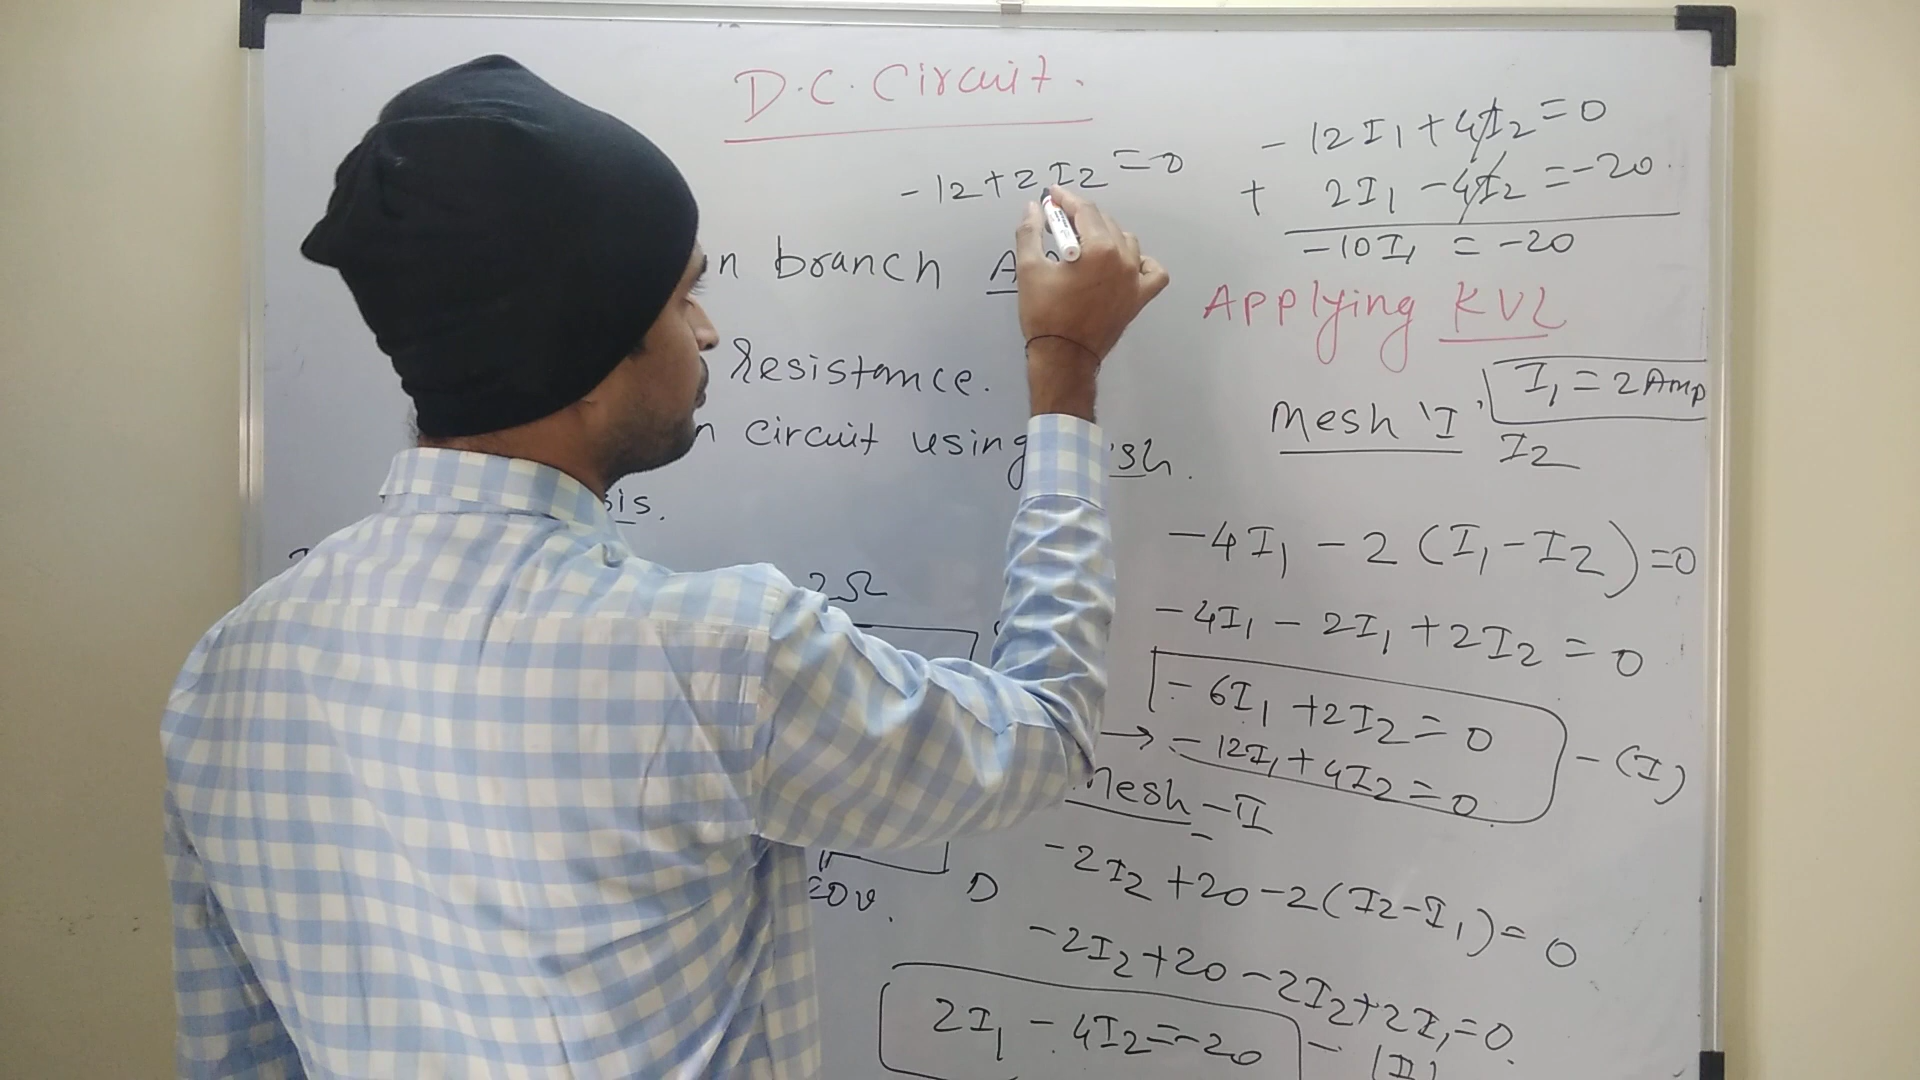 D.C. Circuit.
-12+2I2=0
n branch A
Resistance.
n circuit using sh.
sis.
2Ω
20v.
D
-12I1+4I2=0
+ 2I1-4I2=-20
-10I1=-20
Applying KVL
Mesh 'I'
I1=2Amp
I2
-4I1-2(I1-I2)=0
-4I1-2I1+2I2=0
-6I1+2I2=0
→-12I1+4I2=0 -(I)
Mesh-II
-2I2+20-2(I2-I1)=0
-2I2+20-2I2+2I1=0.
2I1-4I2=-20 -(II)